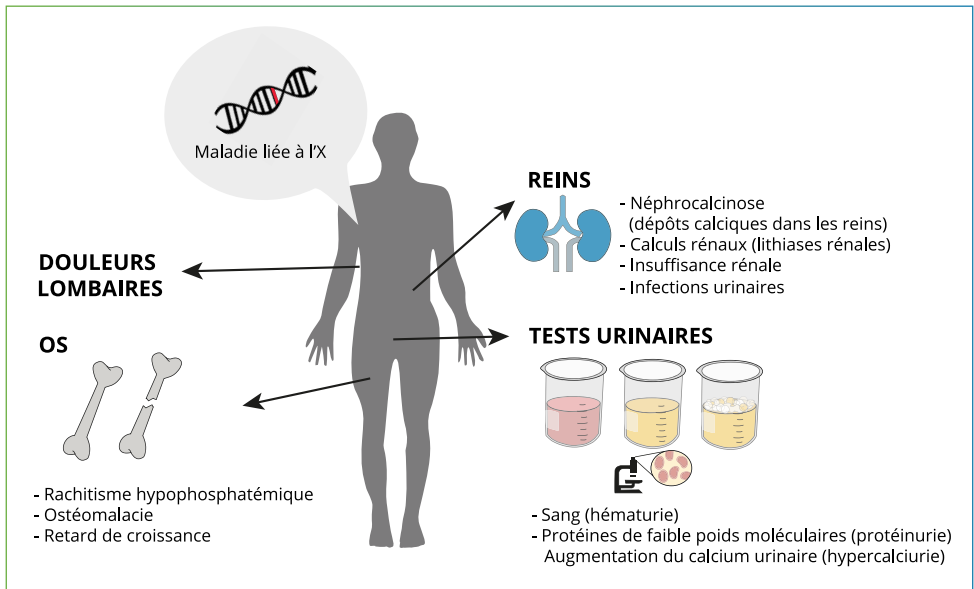 Maladie liée à l'X
REINS
- Néphrocalcinose
(dépôts calciques dans les reins)
- Calculs rénaux (lithiases rénales)
- Insuffisance rénale
- Infections urinaires
DOULEURS
LOMBAIRES
TESTS URINAIRES
OS
- Rachitisme hypophosphatémique
- Ostéomalacie
- Retard de croissance
- Sang (hématurie)
- Protéines de faible poids moléculaires (protéinurie)
Augmentation du calcium urinaire (hypercalciurie)